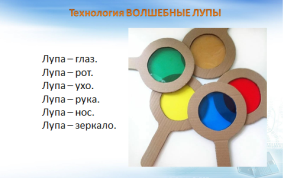 Технология ВОЛШЕБНЫЕ ЛУПЫ
Лупа – глаз.
Лупа – рот.
Лупа – ухо.
Лупа – рука.
Лупа – нос.
Лупа – зеркало.